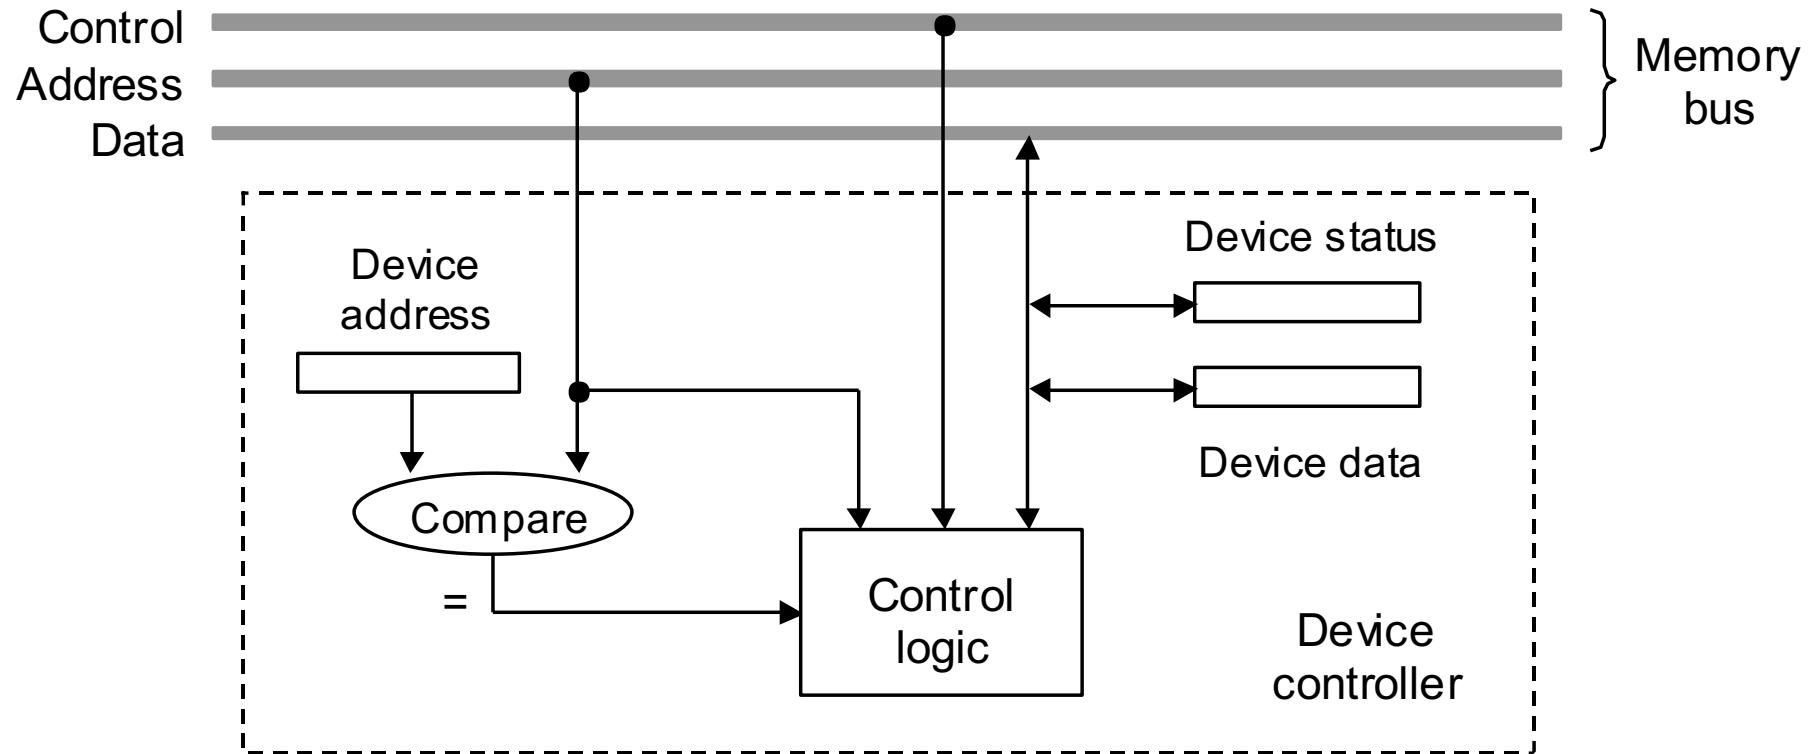 Control
Address
Data
Memory
bus
Device status
Device
address
Device data
Compare
=
Control
logic
Device
controller